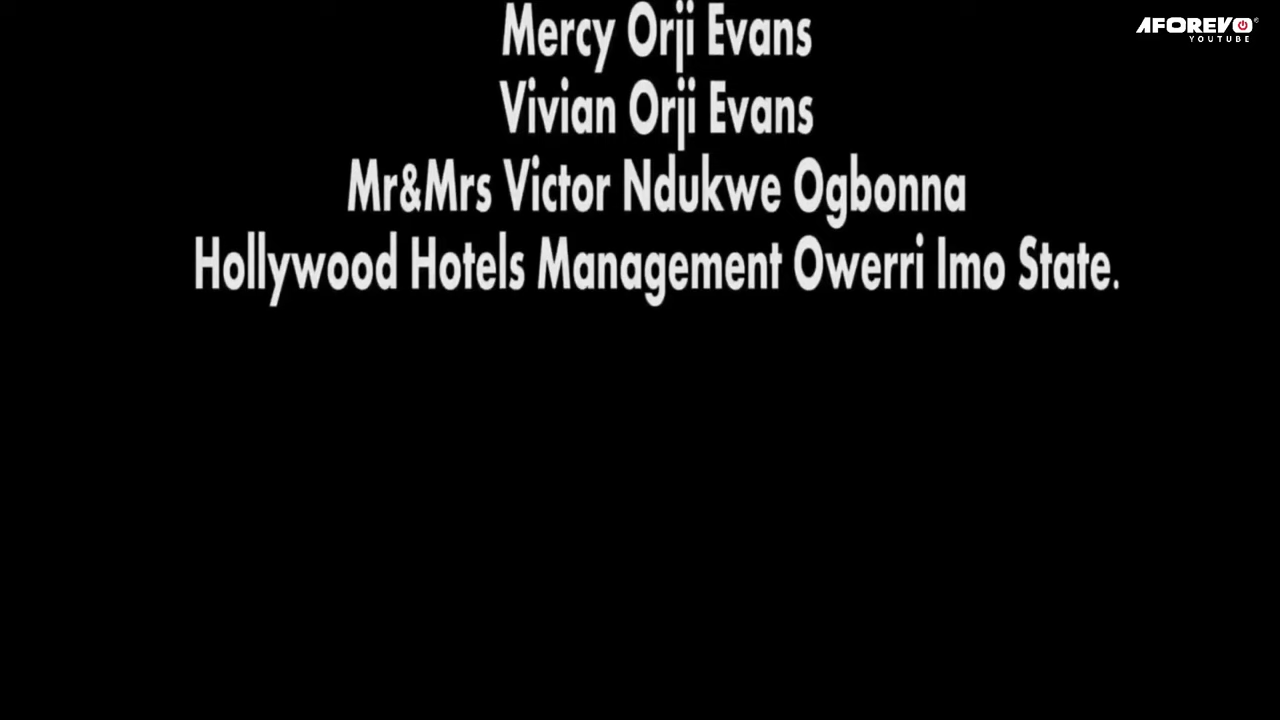 Mercy Orji Evans
AFOREVO
YOUTUBE
Vivian Orji Evans
Mr&Mrs Victor Ndukwe Ogbonna
Hollywood Hotels Management Owerri Imo State.